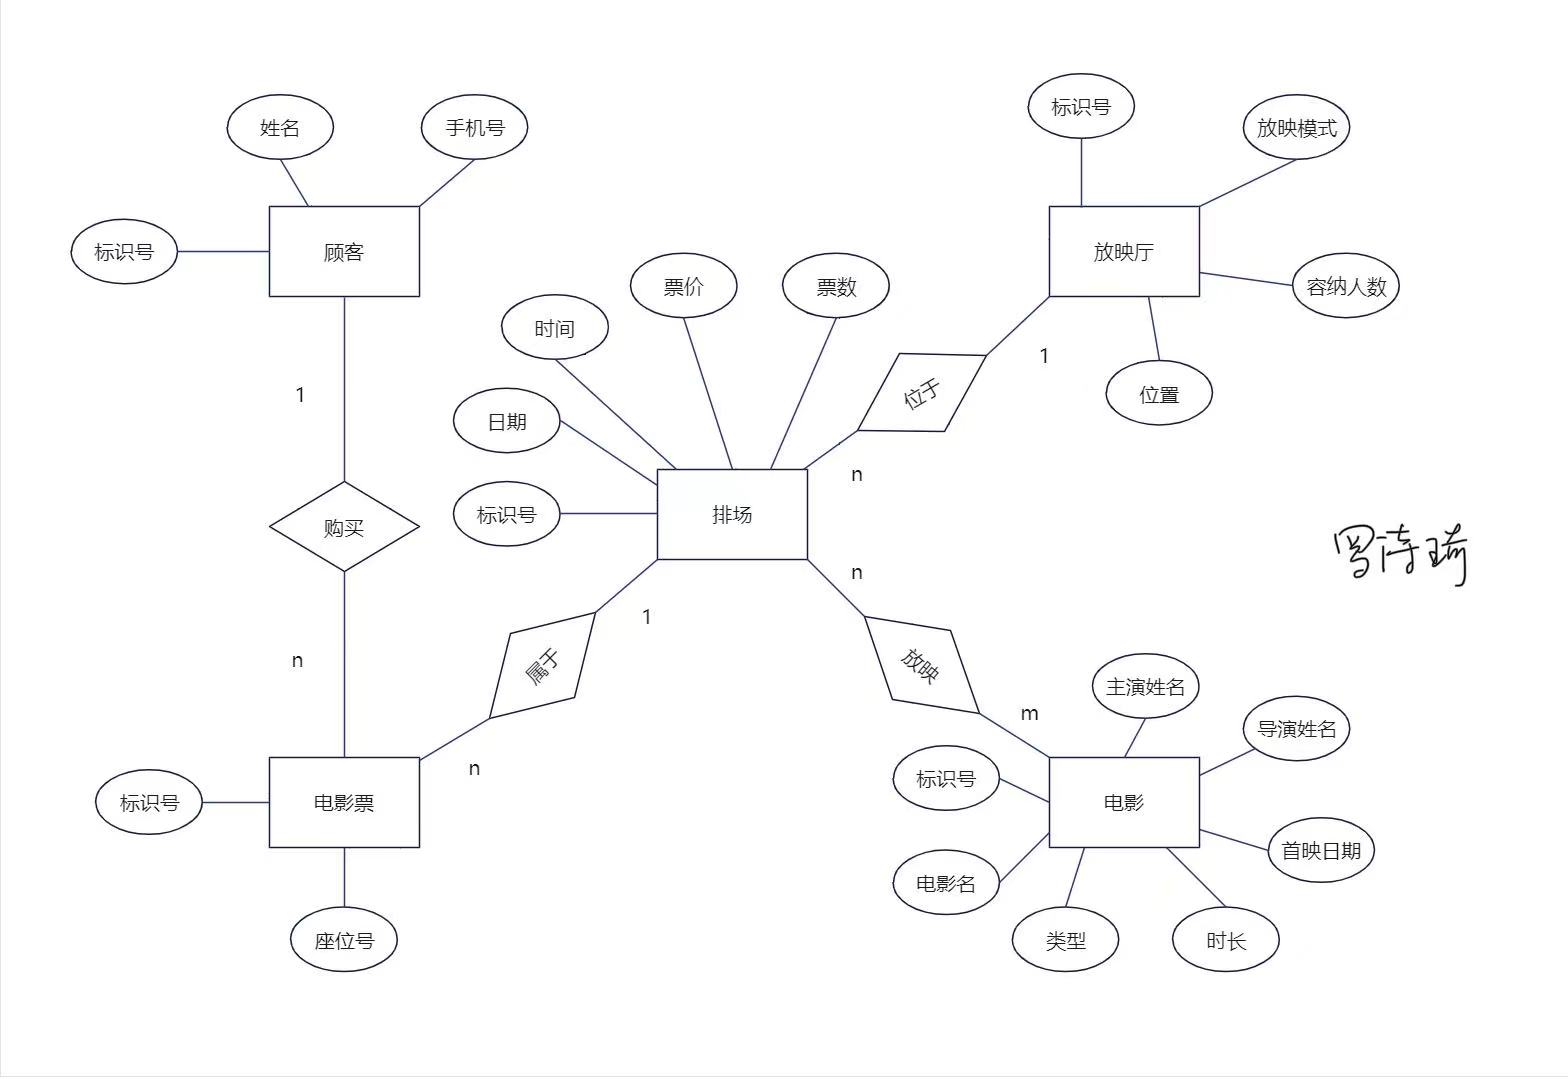 标识号
姓名
手机号
放映模式
标识号
顾客
放映厅
票价
票数
容纳人数
时间
1
位于
1
位置
日期
n
标识号
排场
购买
n
1
n
属于
放映
主演姓名
m
导演姓名
n
标识号
标识号
电影票
电影
首映日期
电影名
座位号
类型
时长